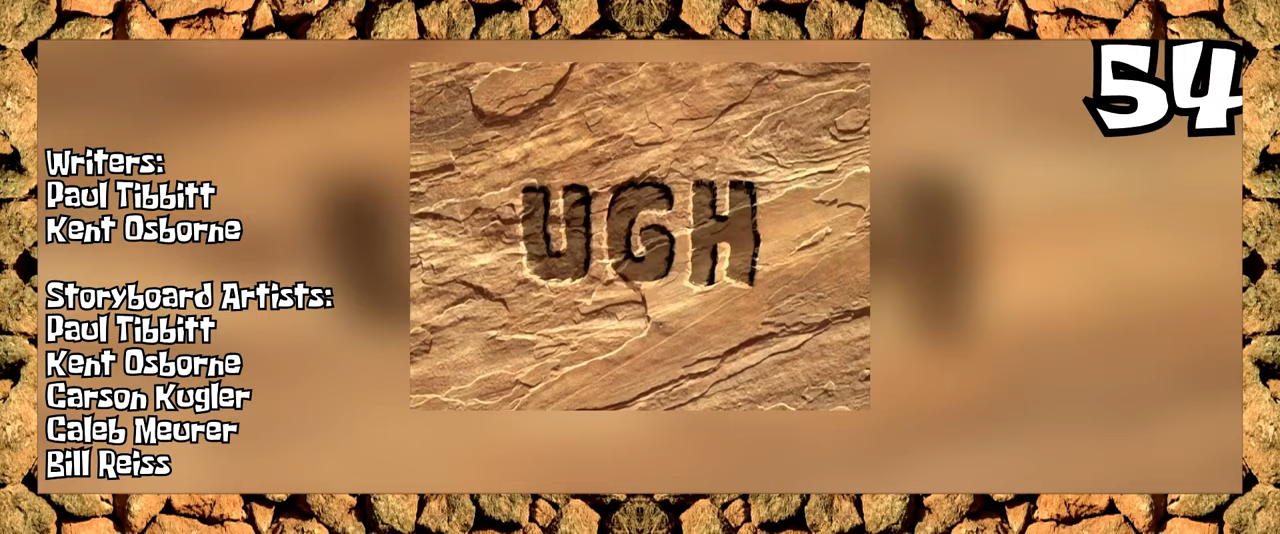 54
Writers:
Paul Tibbitt
Kent Osborne
UGH
Storyboard Artists:
Paul Tibbitt
Kent Osborne
Carson Kugler
Caleb Meurer
Bill Reiss